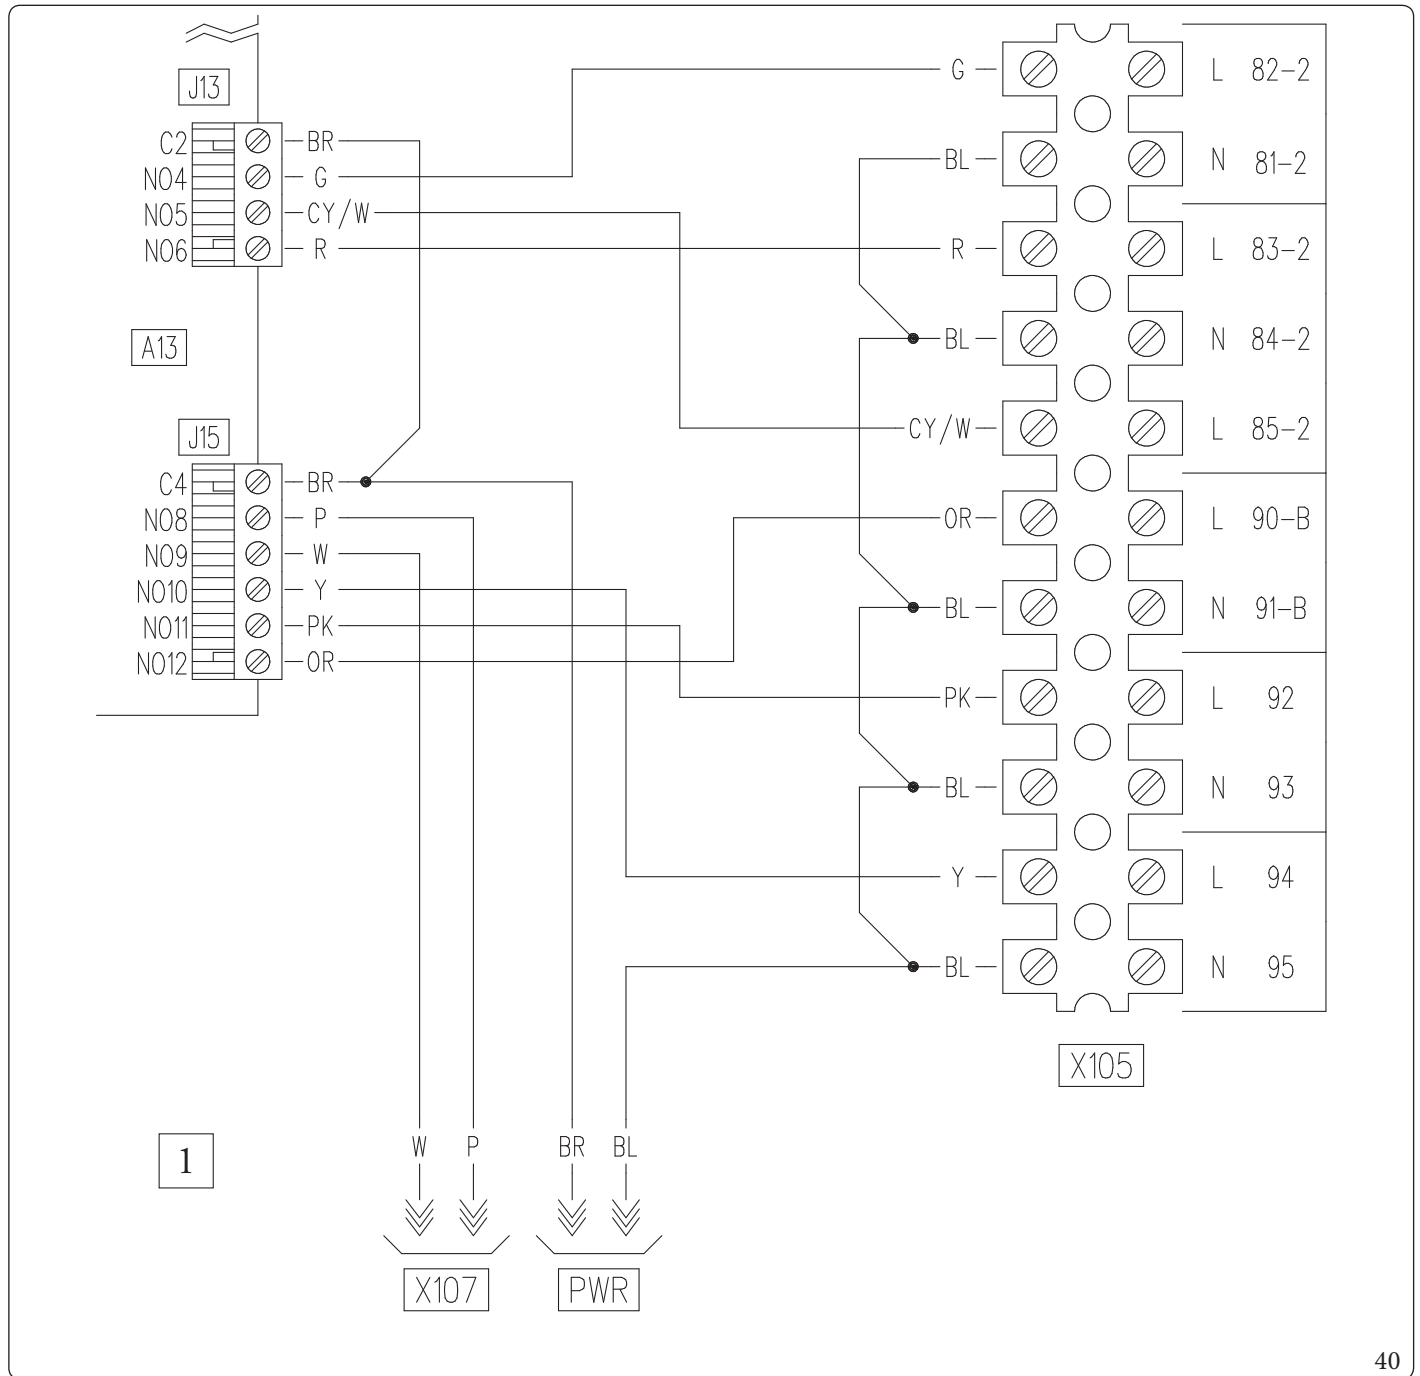 J13
C2 BR
NO4 G
NO5 CY/W
NO6 R
A13
J15
C4 BR
NO8 P
NO9 W
NO10 Y
NO11 PK
NO12 OR
G L 82-2
BL N 81-2
R L 83-2
BL N 84-2
CY/W L 85-2
OR L 90-B
BL N 91-B
PK L 92
BL N 93
Y L 94
BL N 95
X105
1
W P BR BL
X107 PWR
40